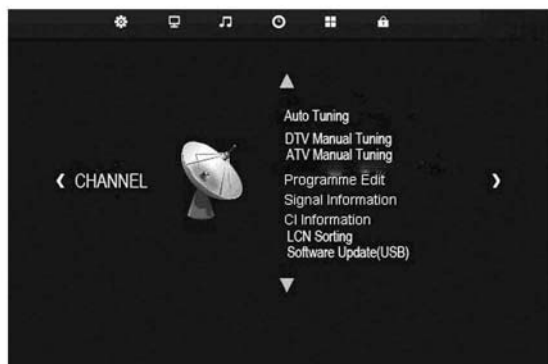 CHANNEL
Auto Tuning
DTV Manual Tuning
ATV Manual Tuning
Programme Edit
Signal Information
CI Information
LCN Sorting
Software Update(USB)